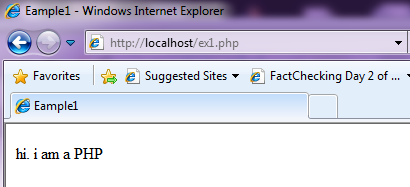 Eample1 - Windows Internet Explorer
http://localhost/ex1.php
Favorites Suggested Sites FactChecking Day 2 of ...
Eample1
hi. i am a PHP